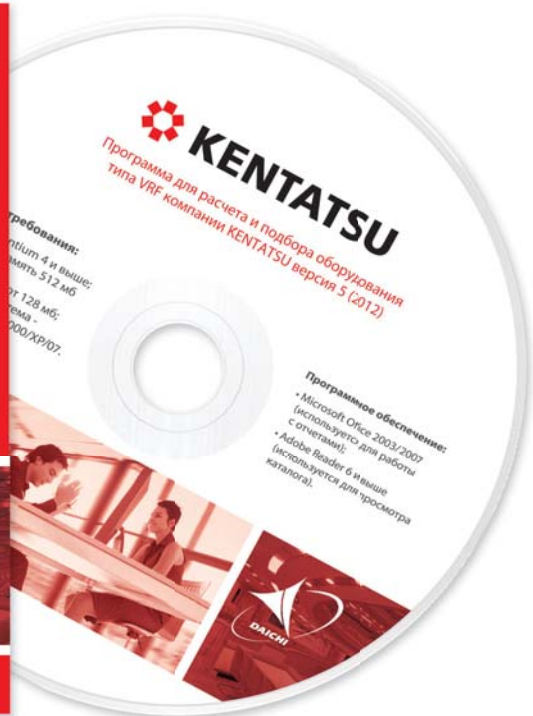 KENTATSU
Программа для расчета и подбора оборудования
типа VRF компании KENTATSU версия 5 (2012)
требования:
ntium 4 и выше;
амять 512 мб
от 128 мб;
тема -
000/XP/07.
Программное обеспечение:
• Microsoft Office 2003/2007
(используется для работы
с отчетами);
• Adobe Reader 6 и выше
(используется для просмотра
каталога).
DAICHI